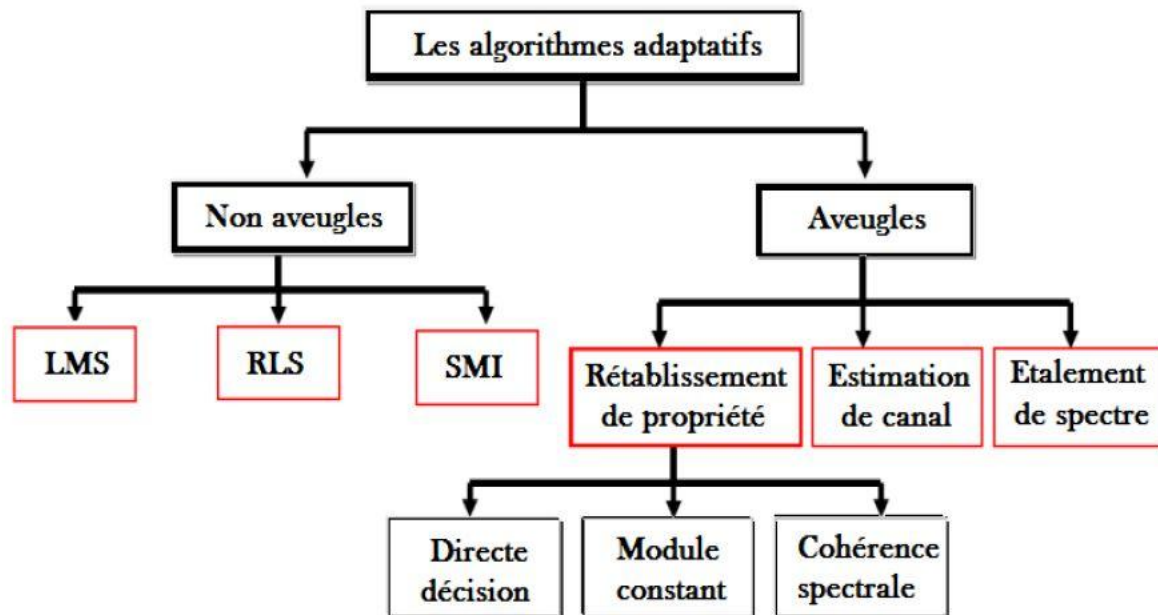 Les algorithmes adaptatifs
Non aveugles
Aveugles
LMS
RLS
SMI
Rétablissement
de propriété
Estimation
de canal
Etalement
de spectre
Directe
décision
Module
constant
Cohérence
spectrale